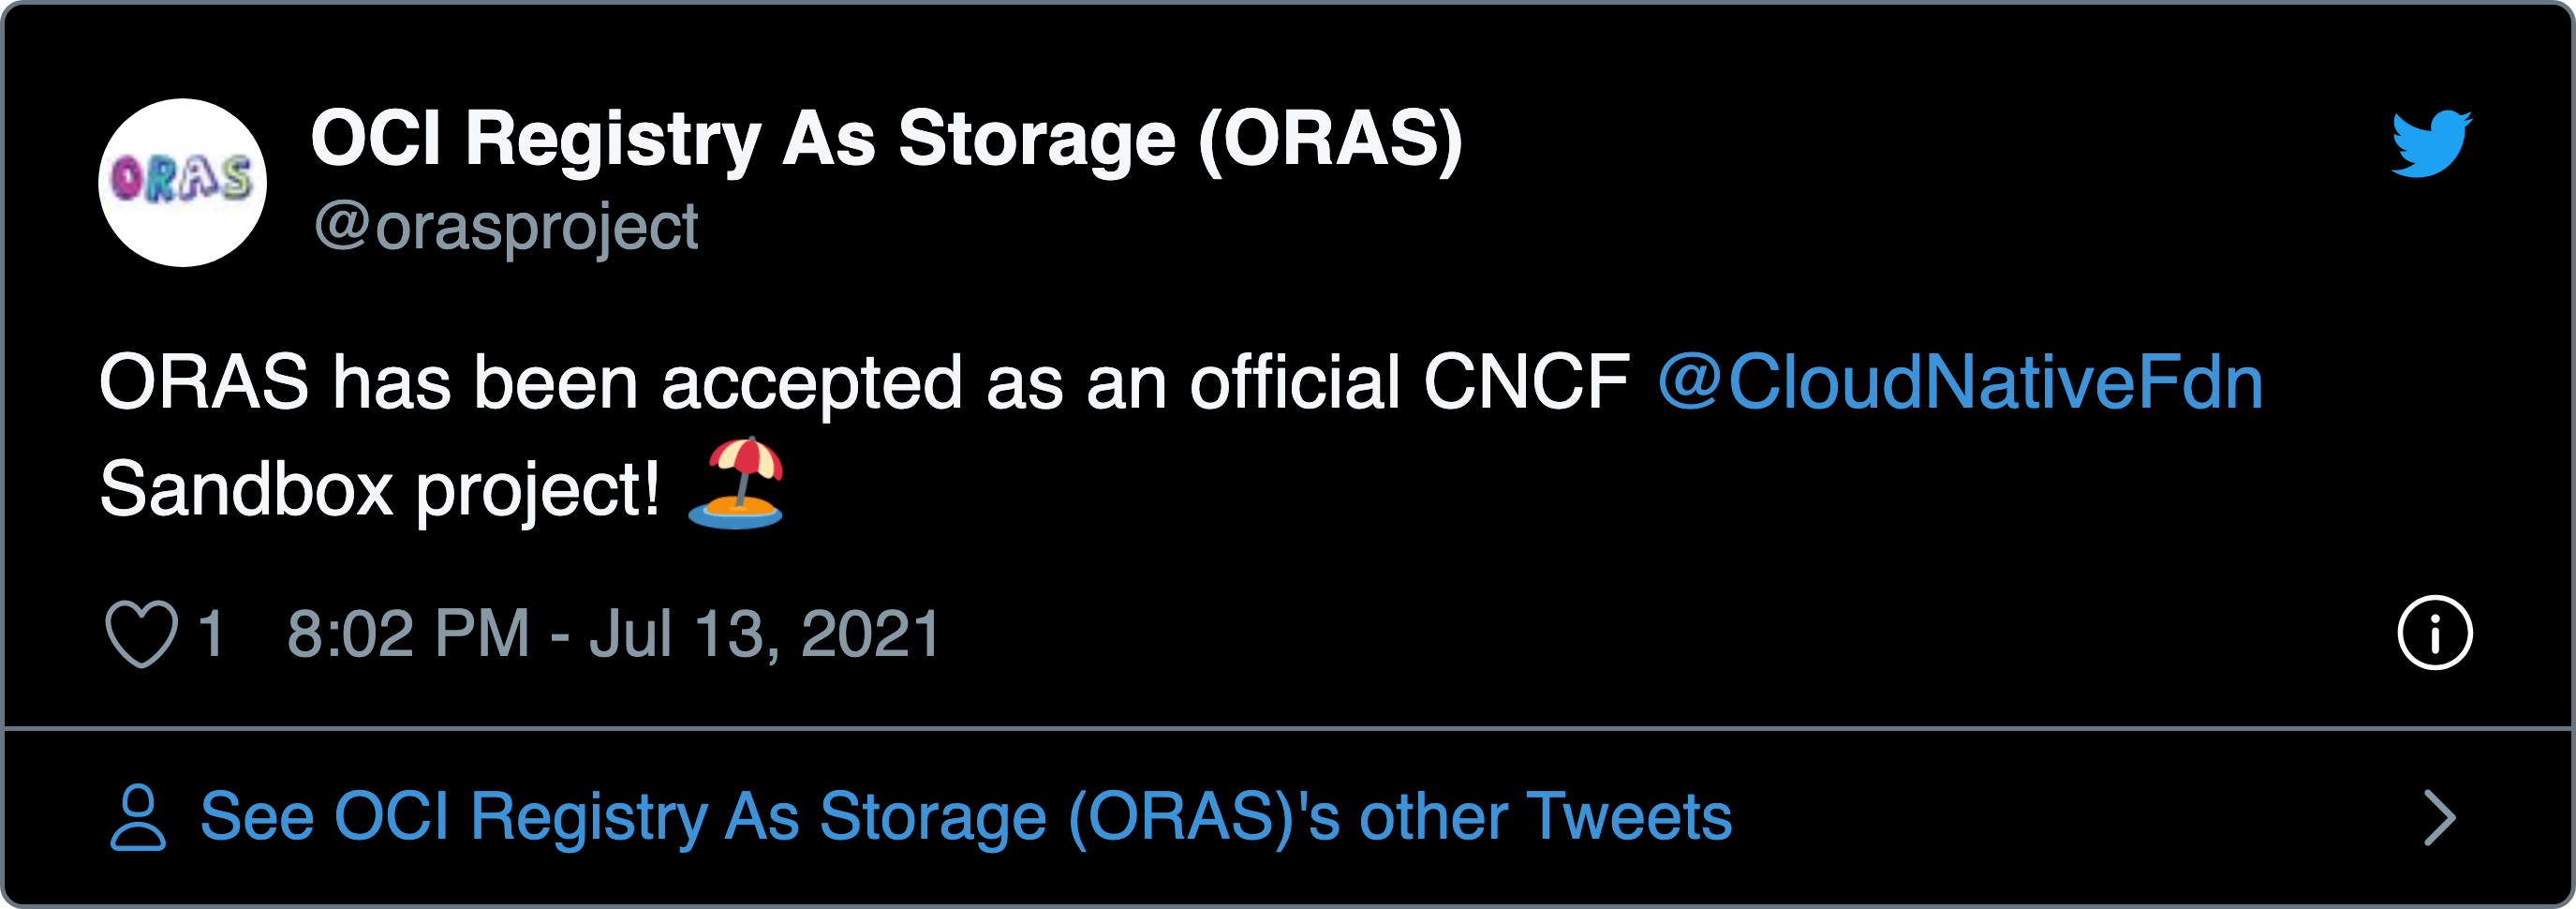 ORAS
OCI Registry As Storage (ORAS)
@orasproject
ORAS has been accepted as an official CNCF @CloudNativeFdn
Sandbox project! 🏖️
1 8:02 PM - Jul 13, 2021
See OCI Registry As Storage (ORAS)'s other Tweets